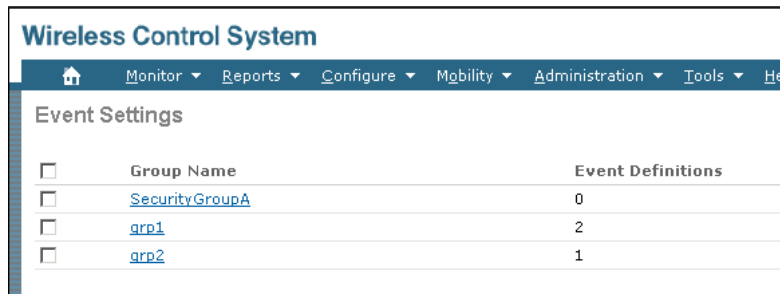 Wireless Control System
Monitor Reports Configure Mobility Administration Tools He
Event Settings
Group Name Event Definitions
SecurityGroupA 0
grp1 2
grp2 1